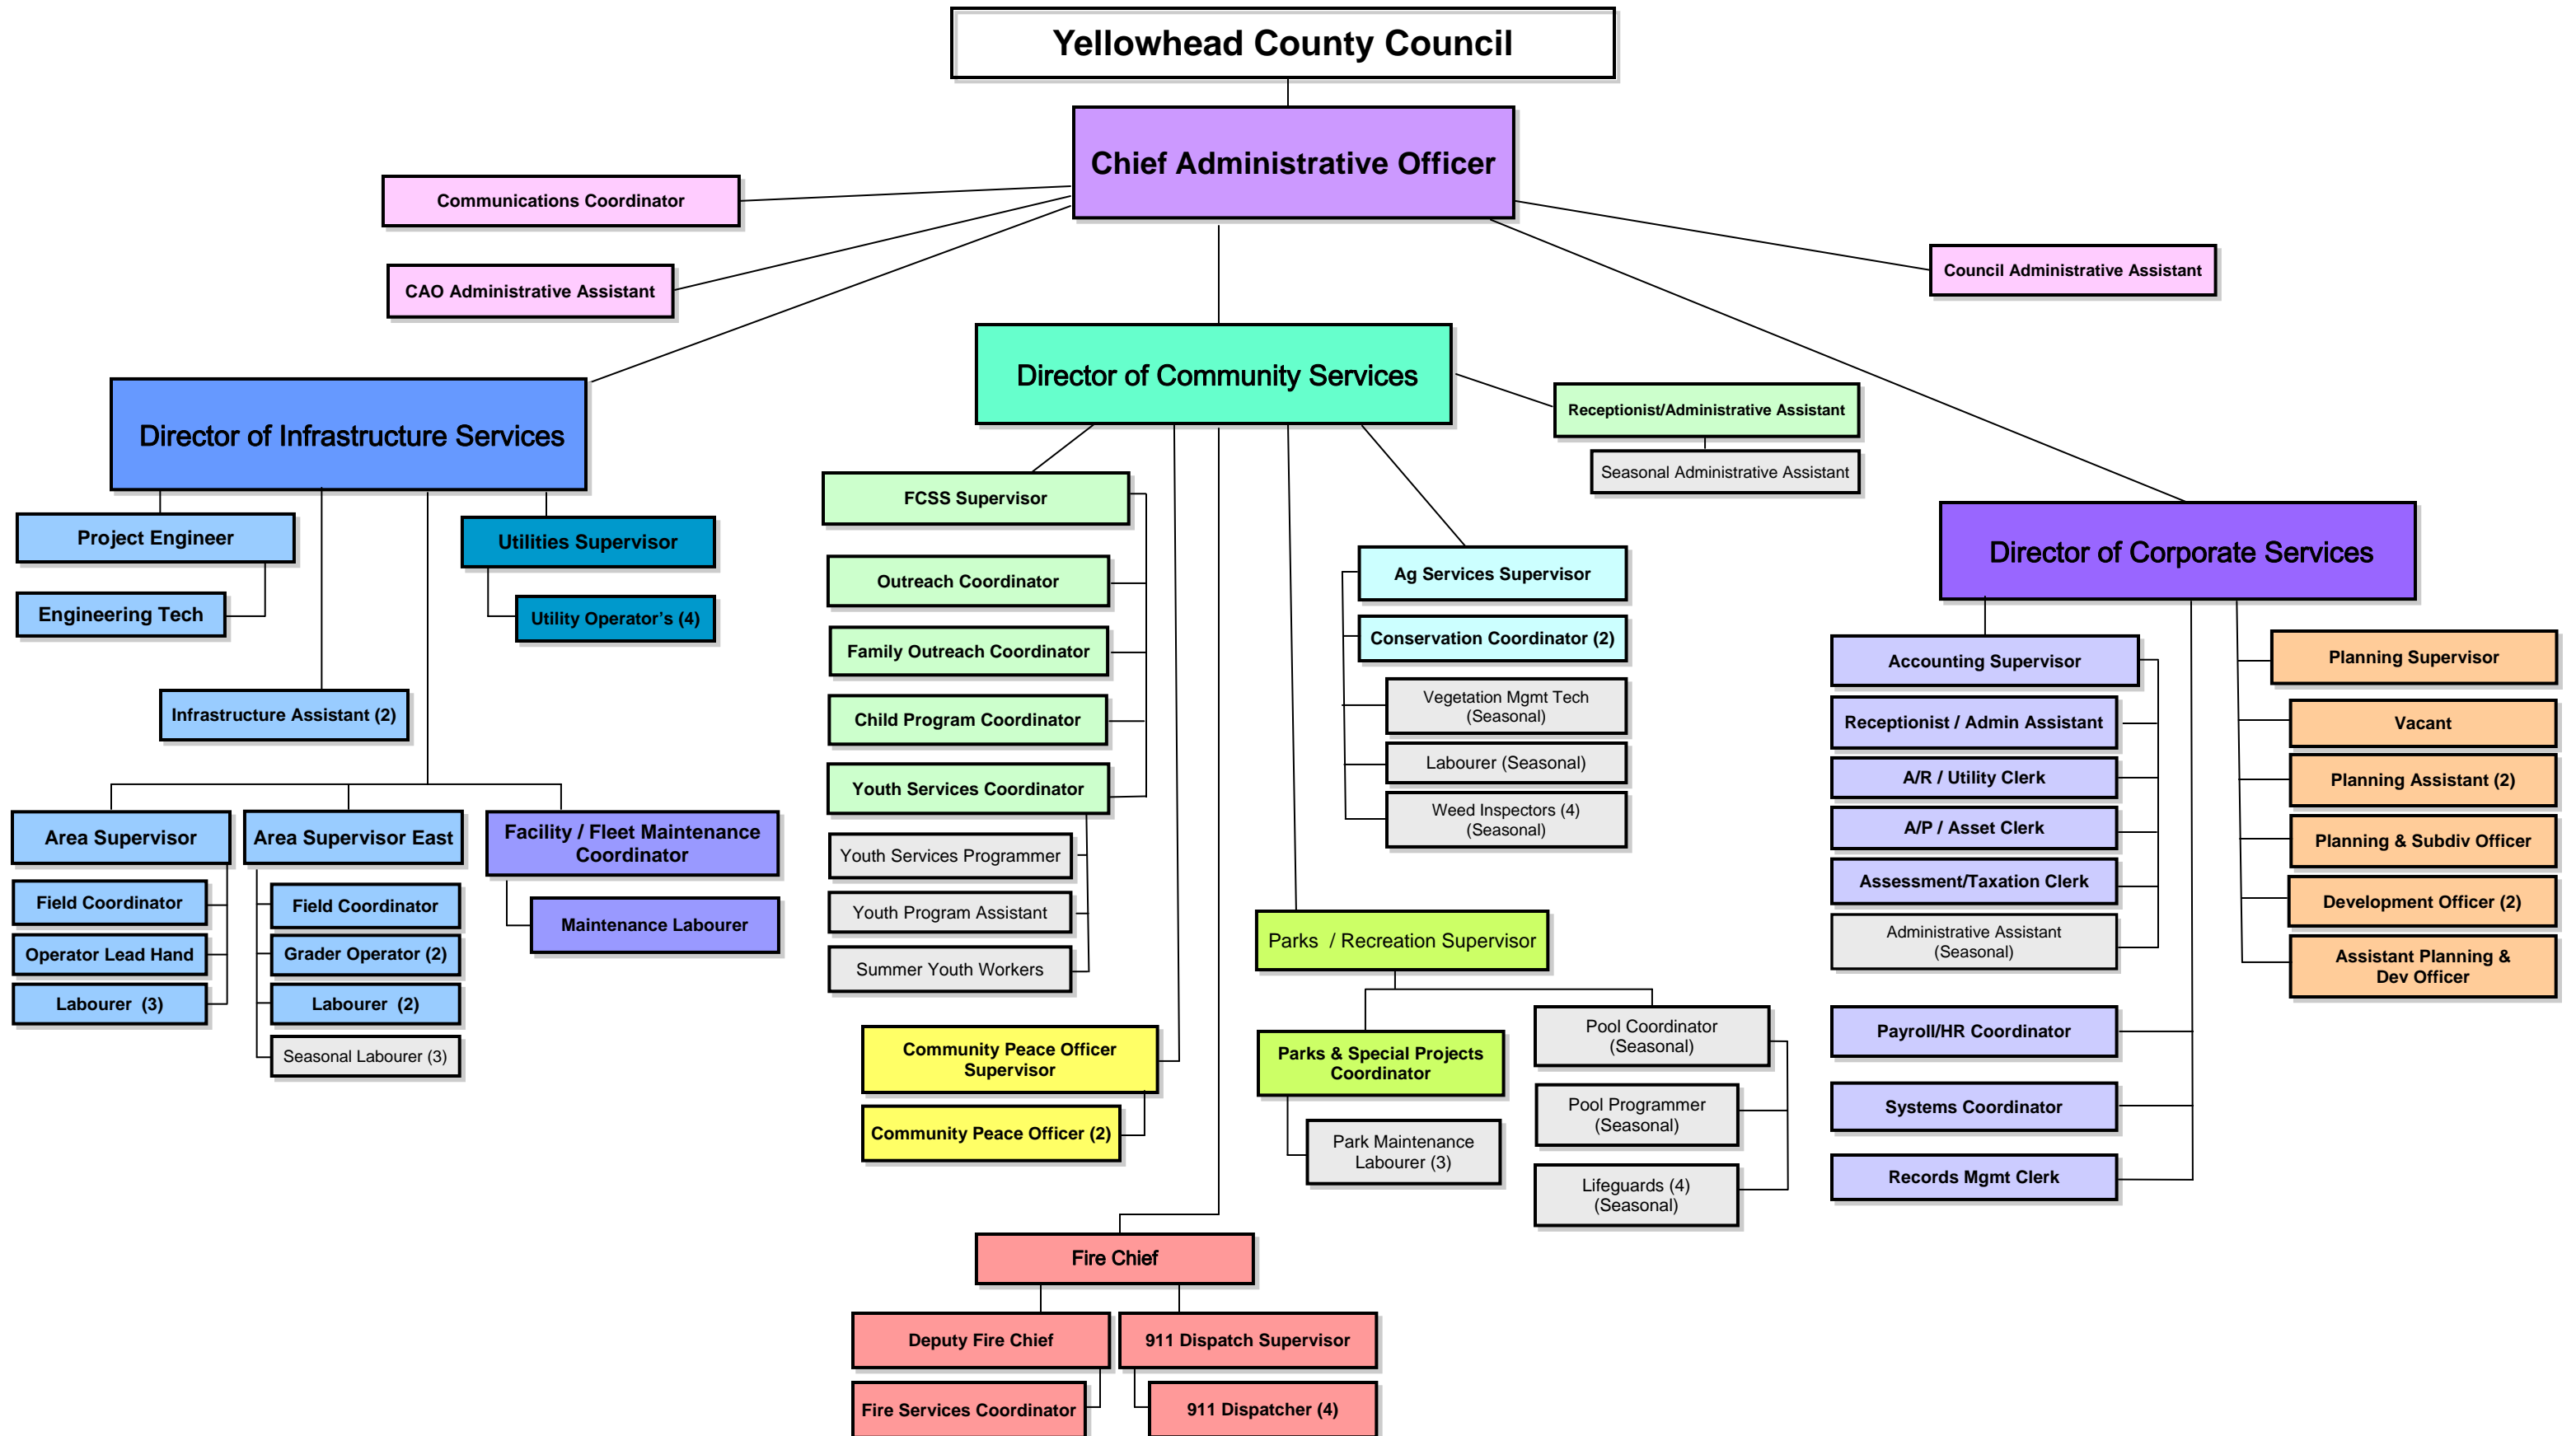 Yellowhead County Council
Chief Administrative Officer
Communications Coordinator
CAO Administrative Assistant
Council Administrative Assistant
Director of Infrastructure Services
Project Engineer
Engineering Tech
Utilities Supervisor
Utility Operator's (4)
Infrastructure Assistant (2)
Area Supervisor
Field Coordinator
Operator Lead Hand
Labourer (3)
Area Supervisor East
Field Coordinator
Grader Operator (2)
Labourer (2)
Seasonal Labourer (3)
Facility / Fleet Maintenance
Coordinator
Maintenance Labourer
Director of Community Services
Receptionist/Administrative Assistant
Seasonal Administrative Assistant
FCSS Supervisor
Outreach Coordinator
Family Outreach Coordinator
Child Program Coordinator
Youth Services Coordinator
Youth Services Programmer
Youth Program Assistant
Summer Youth Workers
Community Peace Officer
Supervisor
Community Peace Officer (2)
Fire Chief
Deputy Fire Chief
Fire Services Coordinator
911 Dispatch Supervisor
911 Dispatcher (4)
Ag Services Supervisor
Conservation Coordinator (2)
Vegetation Mgmt Tech
(Seasonal)
Labourer (Seasonal)
Weed Inspectors (4)
(Seasonal)
Parks / Recreation Supervisor
Parks & Special Projects
Coordinator
Park Maintenance
Labourer (3)
Pool Coordinator
(Seasonal)
Pool Programmer
(Seasonal)
Lifeguards (4)
(Seasonal)
Director of Corporate Services
Accounting Supervisor
Receptionist / Admin Assistant
A/R / Utility Clerk
A/P / Asset Clerk
Assessment/Taxation Clerk
Administrative Assistant
(Seasonal)
Payroll/HR Coordinator
Systems Coordinator
Records Mgmt Clerk
Planning Supervisor
Vacant
Planning Assistant (2)
Planning & Subdiv Officer
Development Officer (2)
Assistant Planning &
Dev Officer